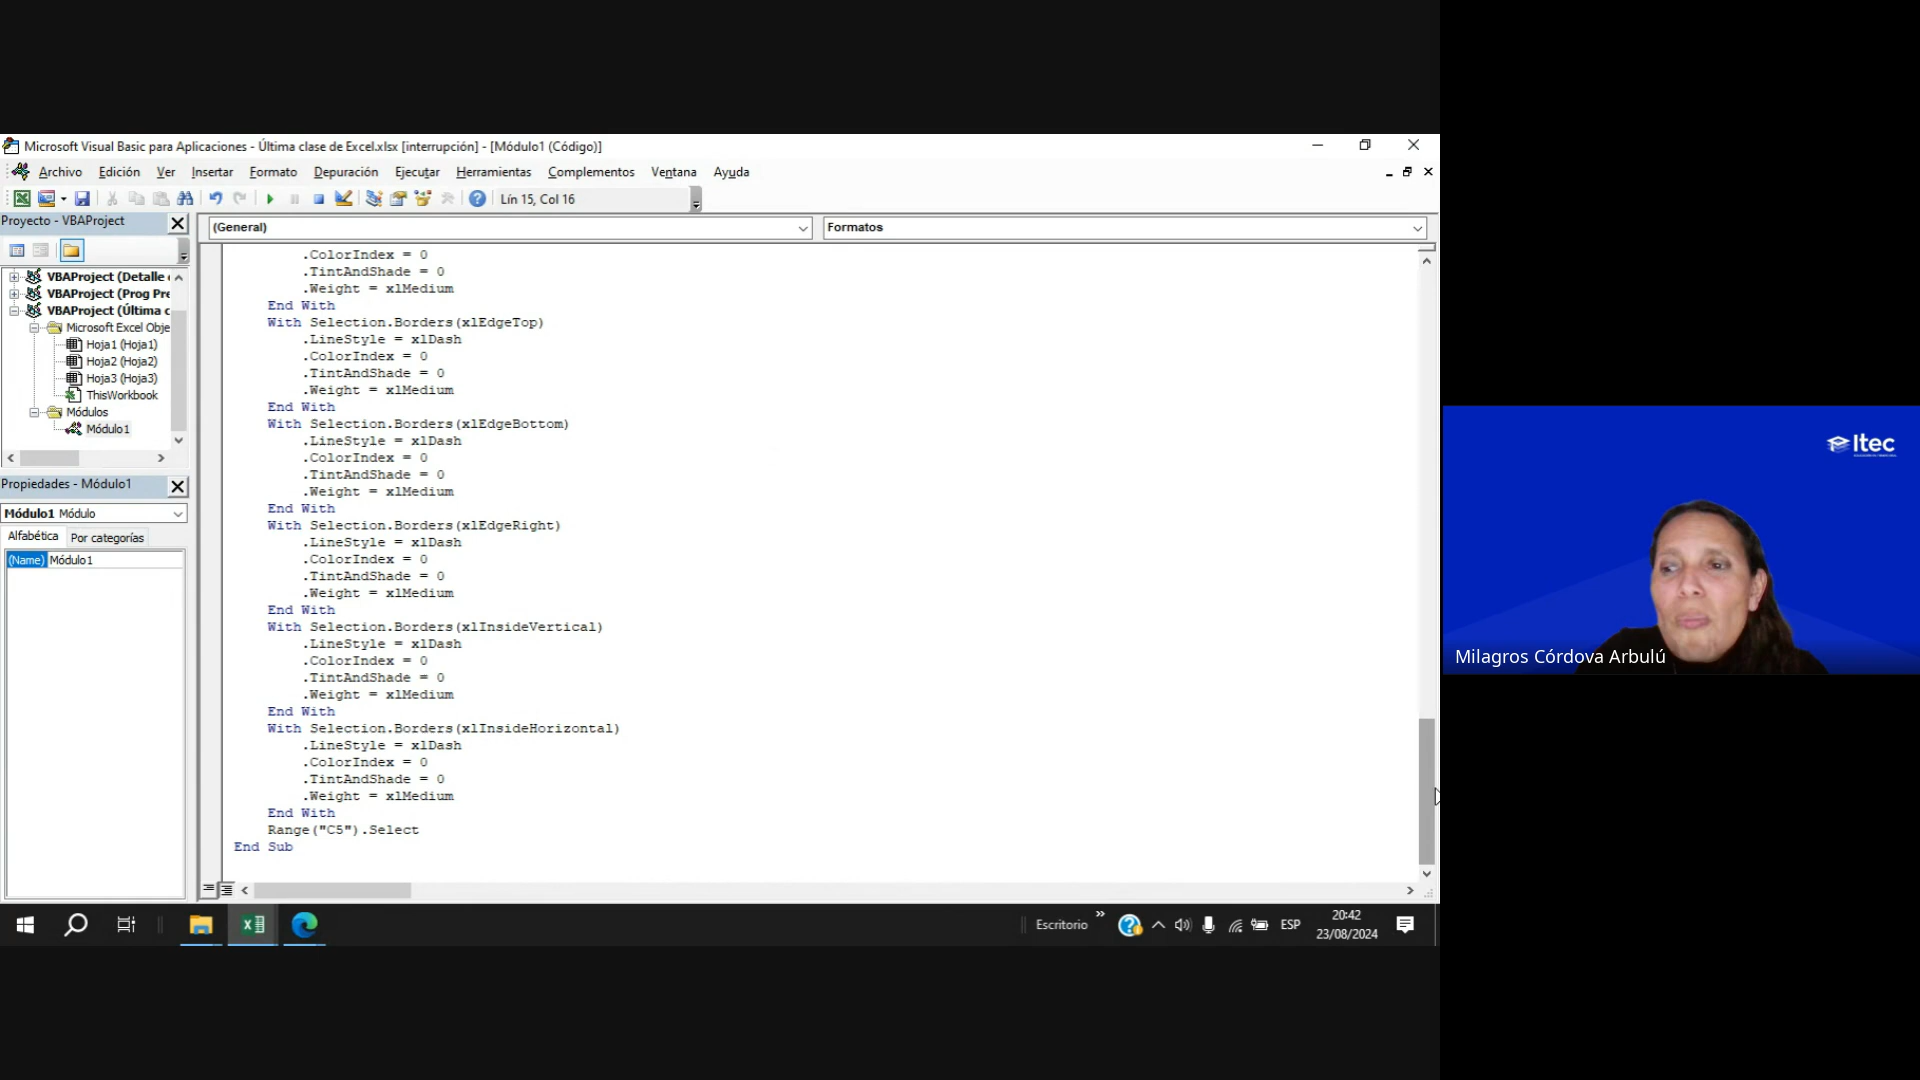 Microsoft Visual Basic para Aplicaciones - Última clase de Excel.xlsx [interrupción] - [Módulo1 (Código)]
Archivo Edición Ver Insertar Formato Depuración Ejecutar Herramientas Complementos Ventana Ayuda
Lín 15, Col 16
Proyecto - VBAProject
VBAProject (Detalle
VBAProject (Prog Pre
VBAProject (Última c
Microsoft Excel Obje
Hoja1 (Hoja1)
Hoja2 (Hoja2)
Hoja3 (Hoja3)
ThisWorkbook
Módulos
Módulo1
Propiedades - Módulo1
Módulo1 Módulo
Alfabética Por categorías
(Name) Módulo1
(General) Formatos
.ColorIndex = 0
.TintAndShade = 0
.Weight = xlMedium
End With
With Selection.Borders(xlEdgeTop)
.LineStyle = xlDash
.ColorIndex = 0
.TintAndShade = 0
.Weight = xlMedium
End With
With Selection.Borders(xlEdgeBottom)
.LineStyle = xlDash
.ColorIndex = 0
.TintAndShade = 0
.Weight = xlMedium
End With
With Selection.Borders(xlEdgeRight)
.LineStyle = xlDash
.ColorIndex = 0
.TintAndShade = 0
.Weight = xlMedium
End With
With Selection.Borders(xlInsideVertical)
.LineStyle = xlDash
.ColorIndex = 0
.TintAndShade = 0
.Weight = xlMedium
End With
With Selection.Borders(xlInsideHorizontal)
.LineStyle = xlDash
.ColorIndex = 0
.TintAndShade = 0
.Weight = xlMedium
End With
Range("C5").Select
End Sub
Escritorio
ESP
20:42
23/08/2024
Itec
Milagros Córdova Arbulú